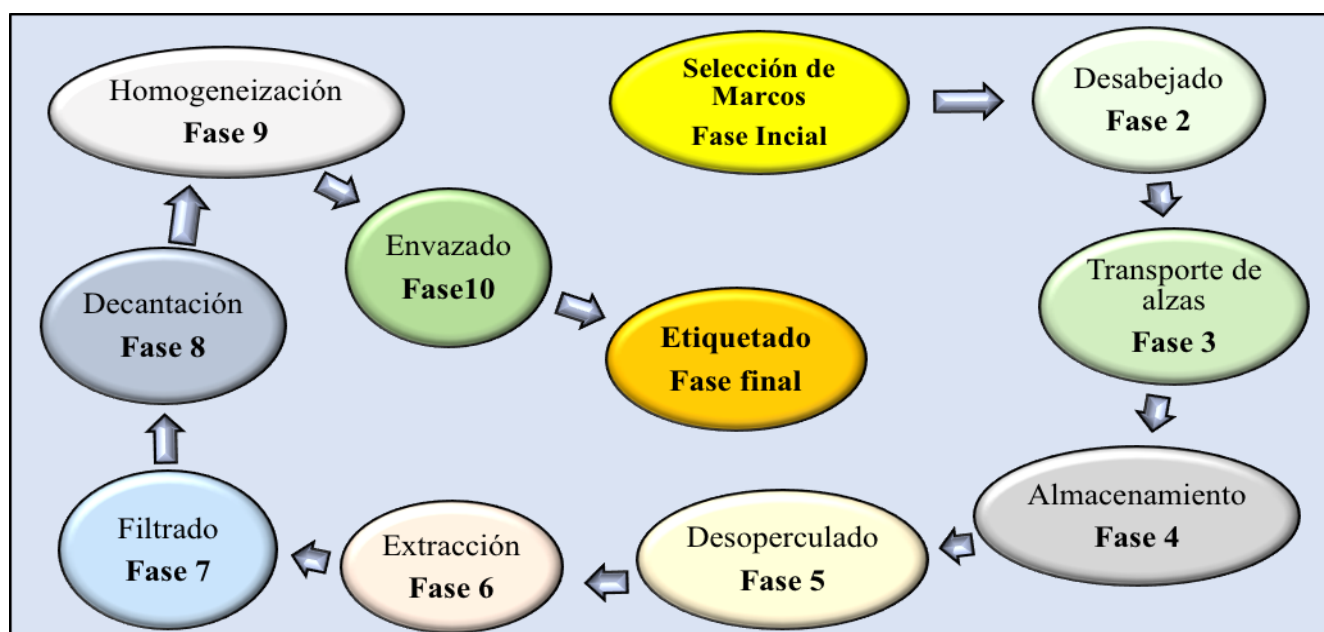 Selección de
Marcos
Fase Incial
Desabejado
Fase 2
Transporte de
alzas
Fase 3
Almacenamiento
Fase 4
Desoperculado
Fase 5
Extracción
Fase 6
Filtrado
Fase 7
Decantación
Fase 8
Homogeneización
Fase 9
Envazado
Fase10
Etiquetado
Fase final